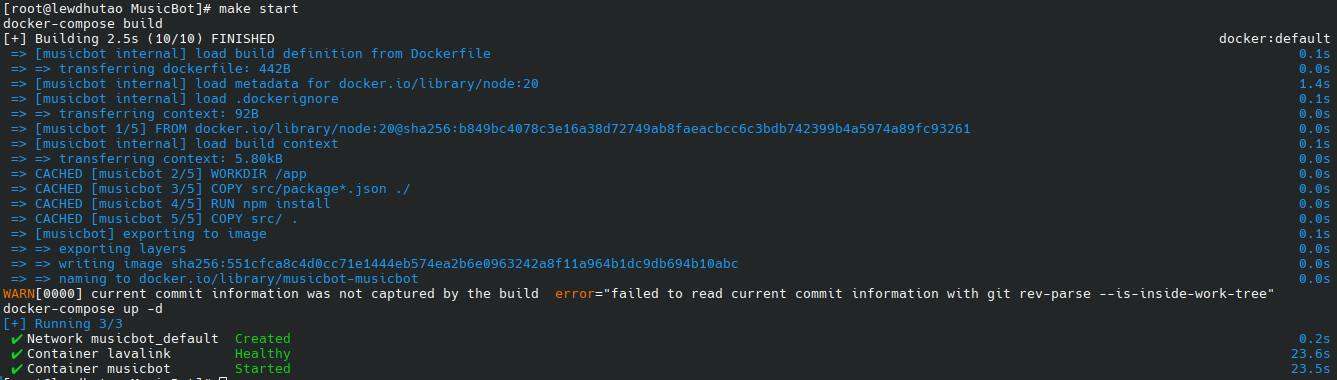 [root@lewdhutao MusicBot]# make start
docker-compose build
[+] Building 2.5s (10/10) FINISHED docker:default
=> [musicbot internal] load build definition from Dockerfile 0.1s
=> => transferring dockerfile: 442B 0.0s
=> [musicbot internal] load metadata for docker.io/library/node:20 1.4s
=> [musicbot internal] load .dockerignore 0.1s
=> => transferring context: 92B 0.0s
=> [musicbot 1/5] FROM docker.io/library/node:20@sha256:b849bc4078c3e16a38d72749ab8faeacbcc6c3bdb742399b4a5974a89fc93261 0.0s
=> [musicbot internal] load build context 0.1s
=> => transferring context: 5.80kB 0.0s
=> CACHED [musicbot 2/5] WORKDIR /app 0.0s
=> CACHED [musicbot 3/5] COPY src/package*.json ./ 0.0s
=> CACHED [musicbot 4/5] RUN npm install 0.0s
=> CACHED [musicbot 5/5] COPY src/ . 0.0s
=> [musicbot] exporting to image 0.1s
=> => exporting layers 0.0s
=> => writing image sha256:551cfca8c4d0cc71e1444eb574ea2b6e0963242a8f11a964b1dc9db694b10abc 0.0s
=> => naming to docker.io/library/musicbot-musicbot 0.0s
WARN[0000] current commit information was not captured by the build error="failed to read current commit information with git rev-parse --is-inside-work-tree"
docker-compose up -d
[+] Running 3/3
✔ Network musicbot_default Created 0.2s
✔ Container lavalink Healthy 23.6s
✔ Container musicbot Started 23.5s
[root@lewdhutao MusicBot]#